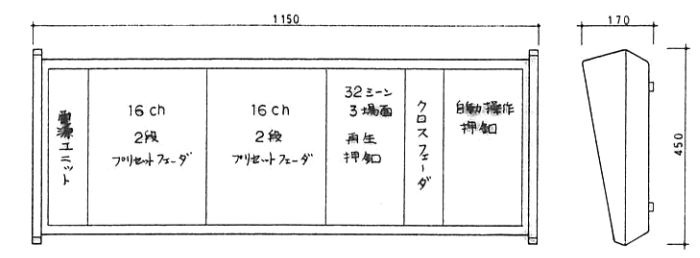 1150
170
450
電源ユニット
16 ch
2段
プリセットフェーダ
16 ch
2段
プリセットフェーダ
32シーン
3場面
再生
押釦
クロスフェーダ
自動操作
押釦